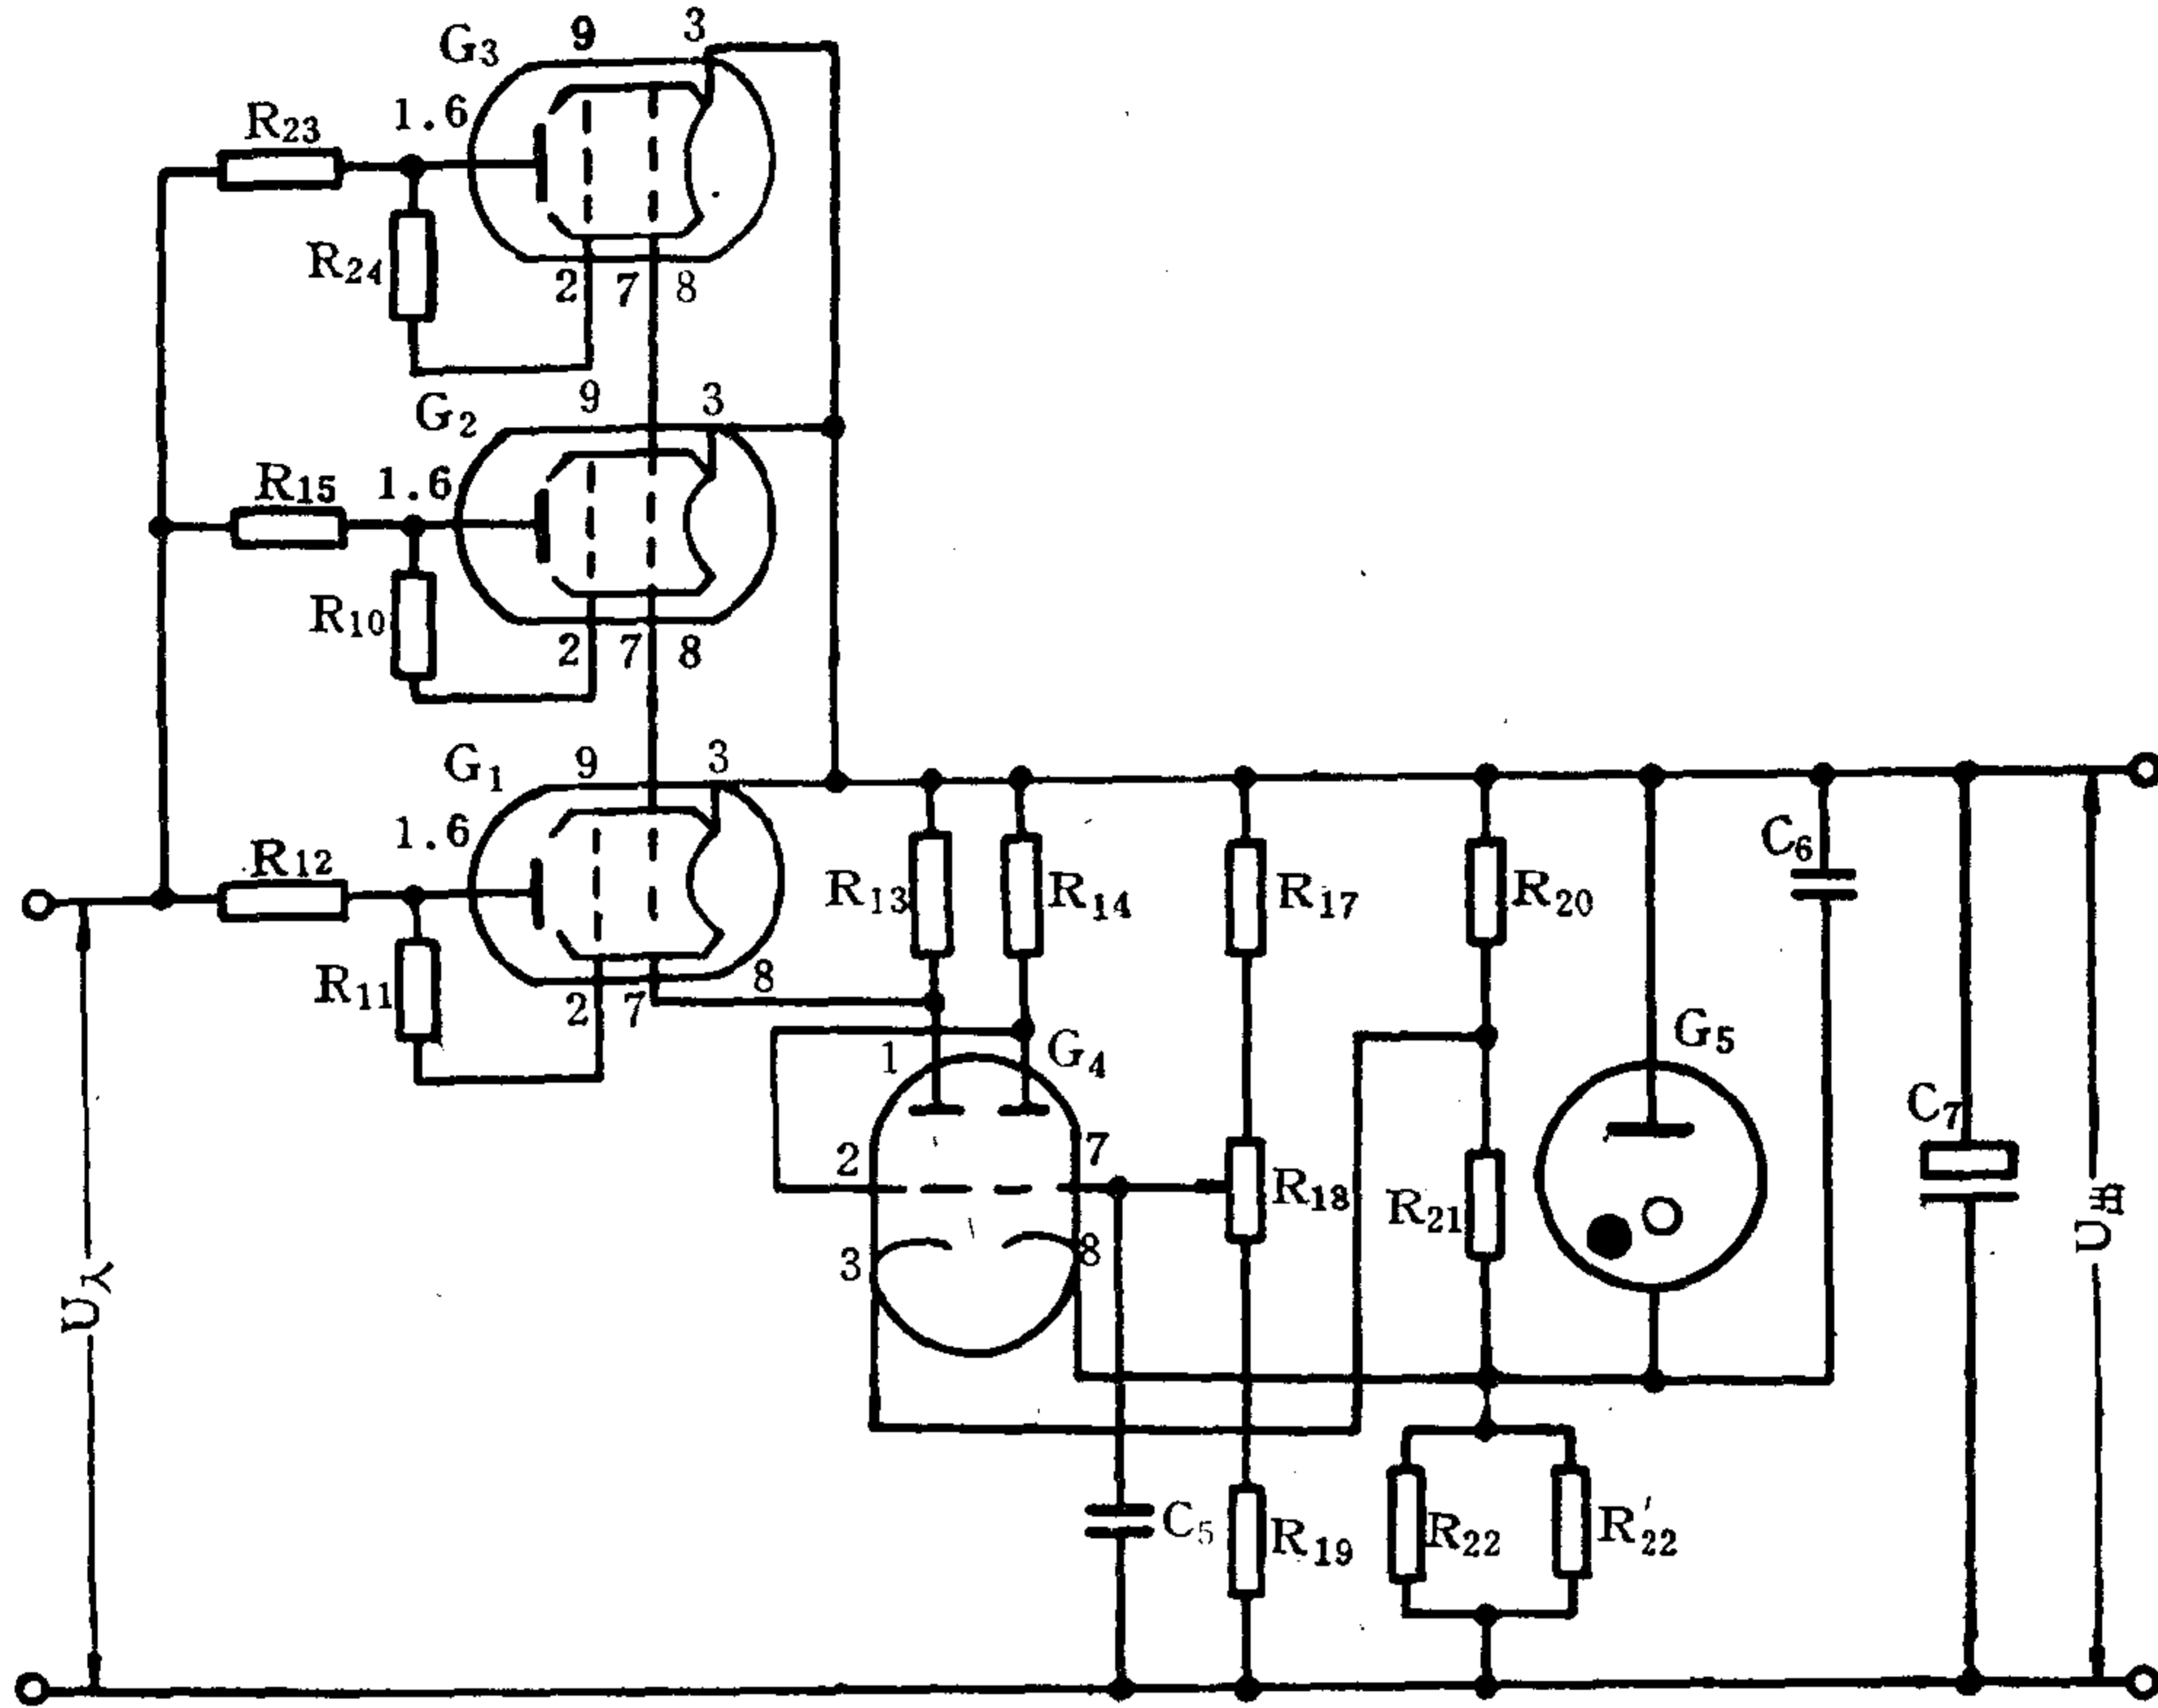 G3 9 3
1.6
R23
R24
2 7 8
G2 9 3
R15 1.6
R10
2 7 8
G1 9 3
1.6
R12
R11
2 7 8
R13 R14 R17 R20 C6
1 G4 G5
2 7
R18 R21 C7
3 8
U入 U出
C5 R19 R22 R'22